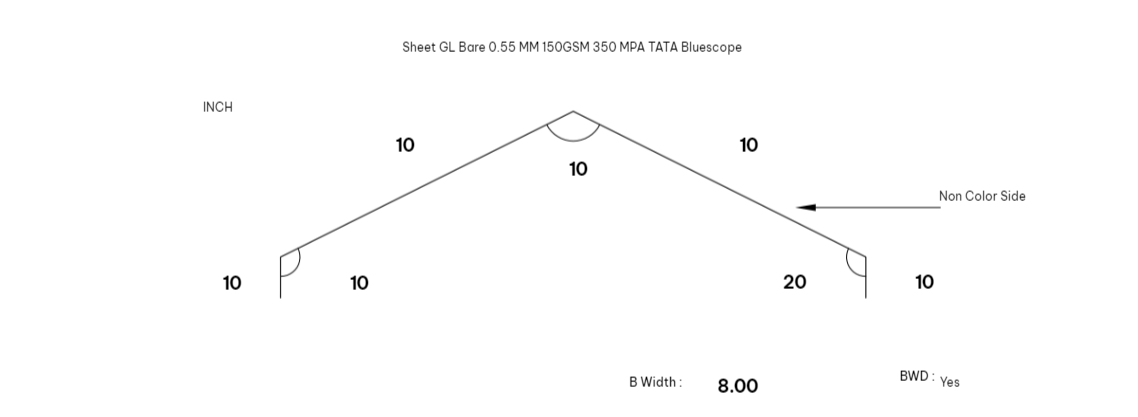 Sheet GL Bare 0.55 MM 150GSM 350 MPA TATA Bluescope
INCH
10
10
10
Non Color Side
10
10
20
10
B Width : 8.00
BWD : Yes